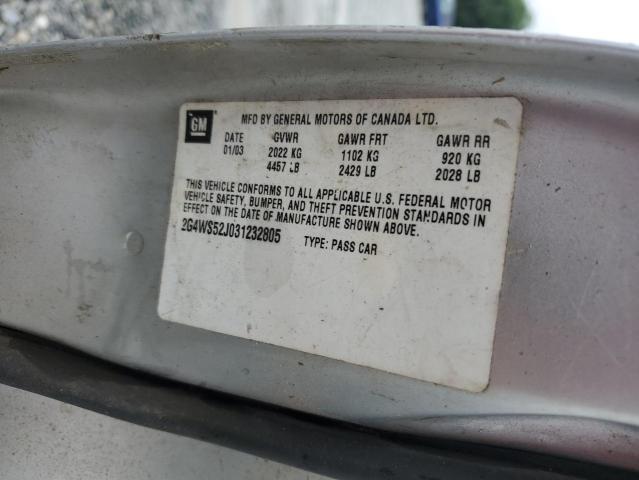 GM
MFD BY GENERAL MOTORS OF CANADA LTD.
DATE GVWR GAWR FRT GAWR RR
01/03 2022 KG 1102 KG 920 KG
4457 LB 2429 LB 2028 LB
THIS VEHICLE CONFORMS TO ALL APPLICABLE U.S. FEDERAL MOTOR
VEHICLE SAFETY, BUMPER, AND THEFT PREVENTION STANDARDS IN
EFFECT ON THE DATE OF MANUFACTURE SHOWN ABOVE.
2G4WS52J031232805 TYPE: PASS CAR